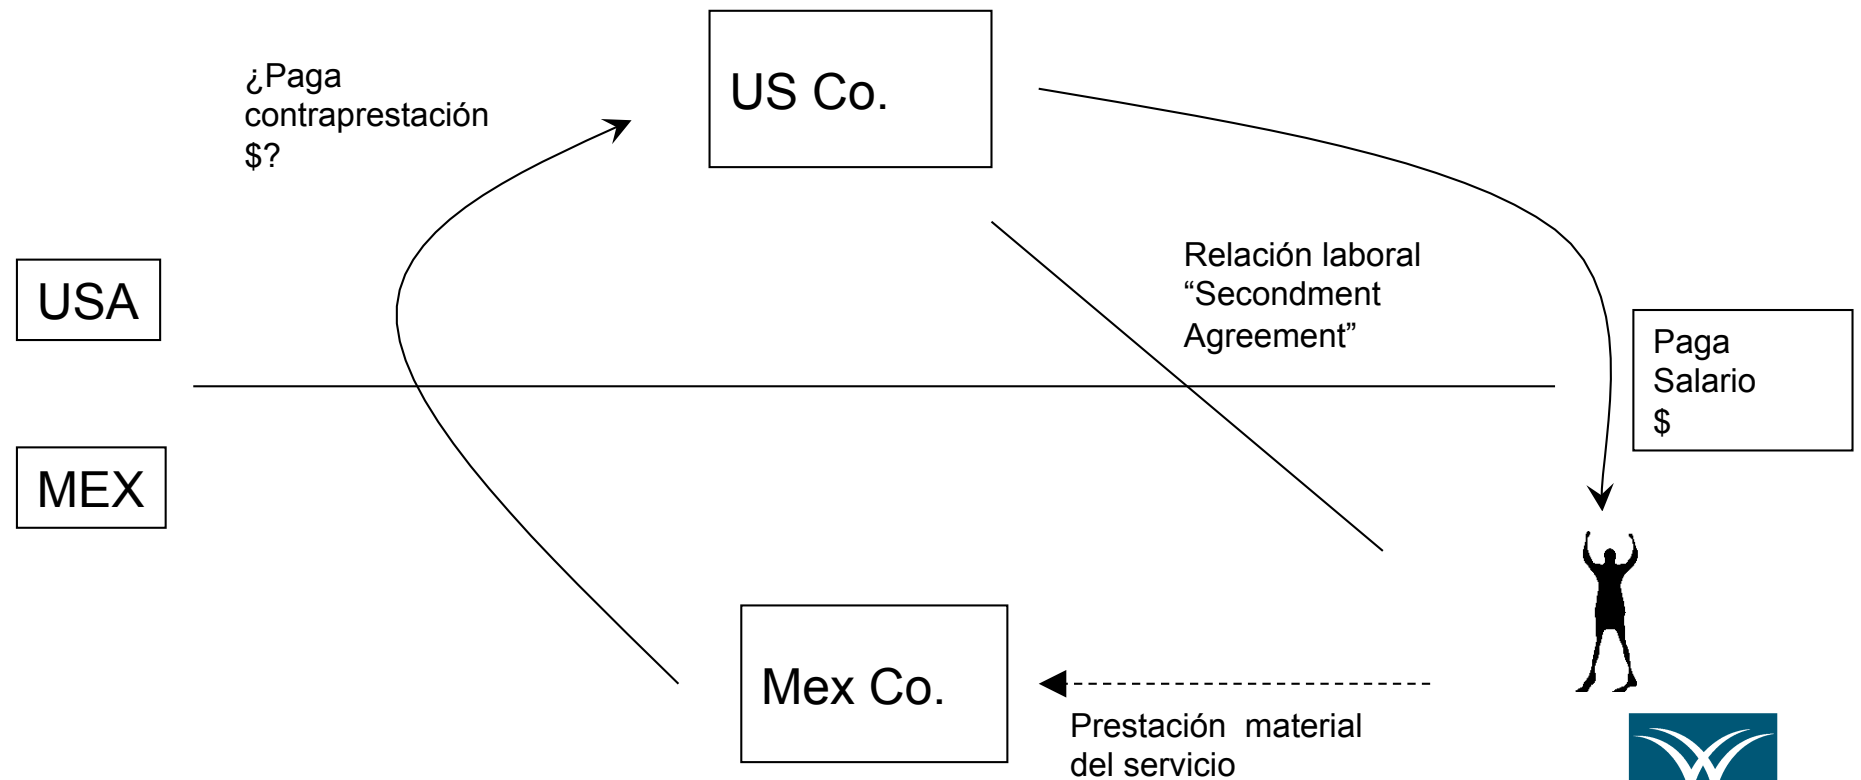 ¿Paga
contraprestación
$?
US Co.
Relación laboral
“Secondment
Agreement”
USA
Paga
Salario
$
MEX
Mex Co.
Prestación  material
del servicio